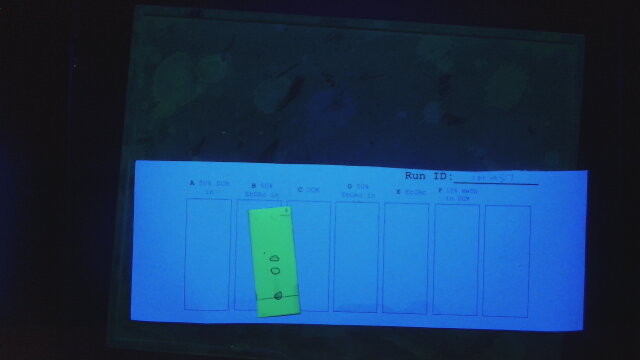 Run ID:
A 50% DCM in
B 50% EtOAc in
C DCM
D 50% EtOAc in
E EtOAc
F 10% MeOH in DCM